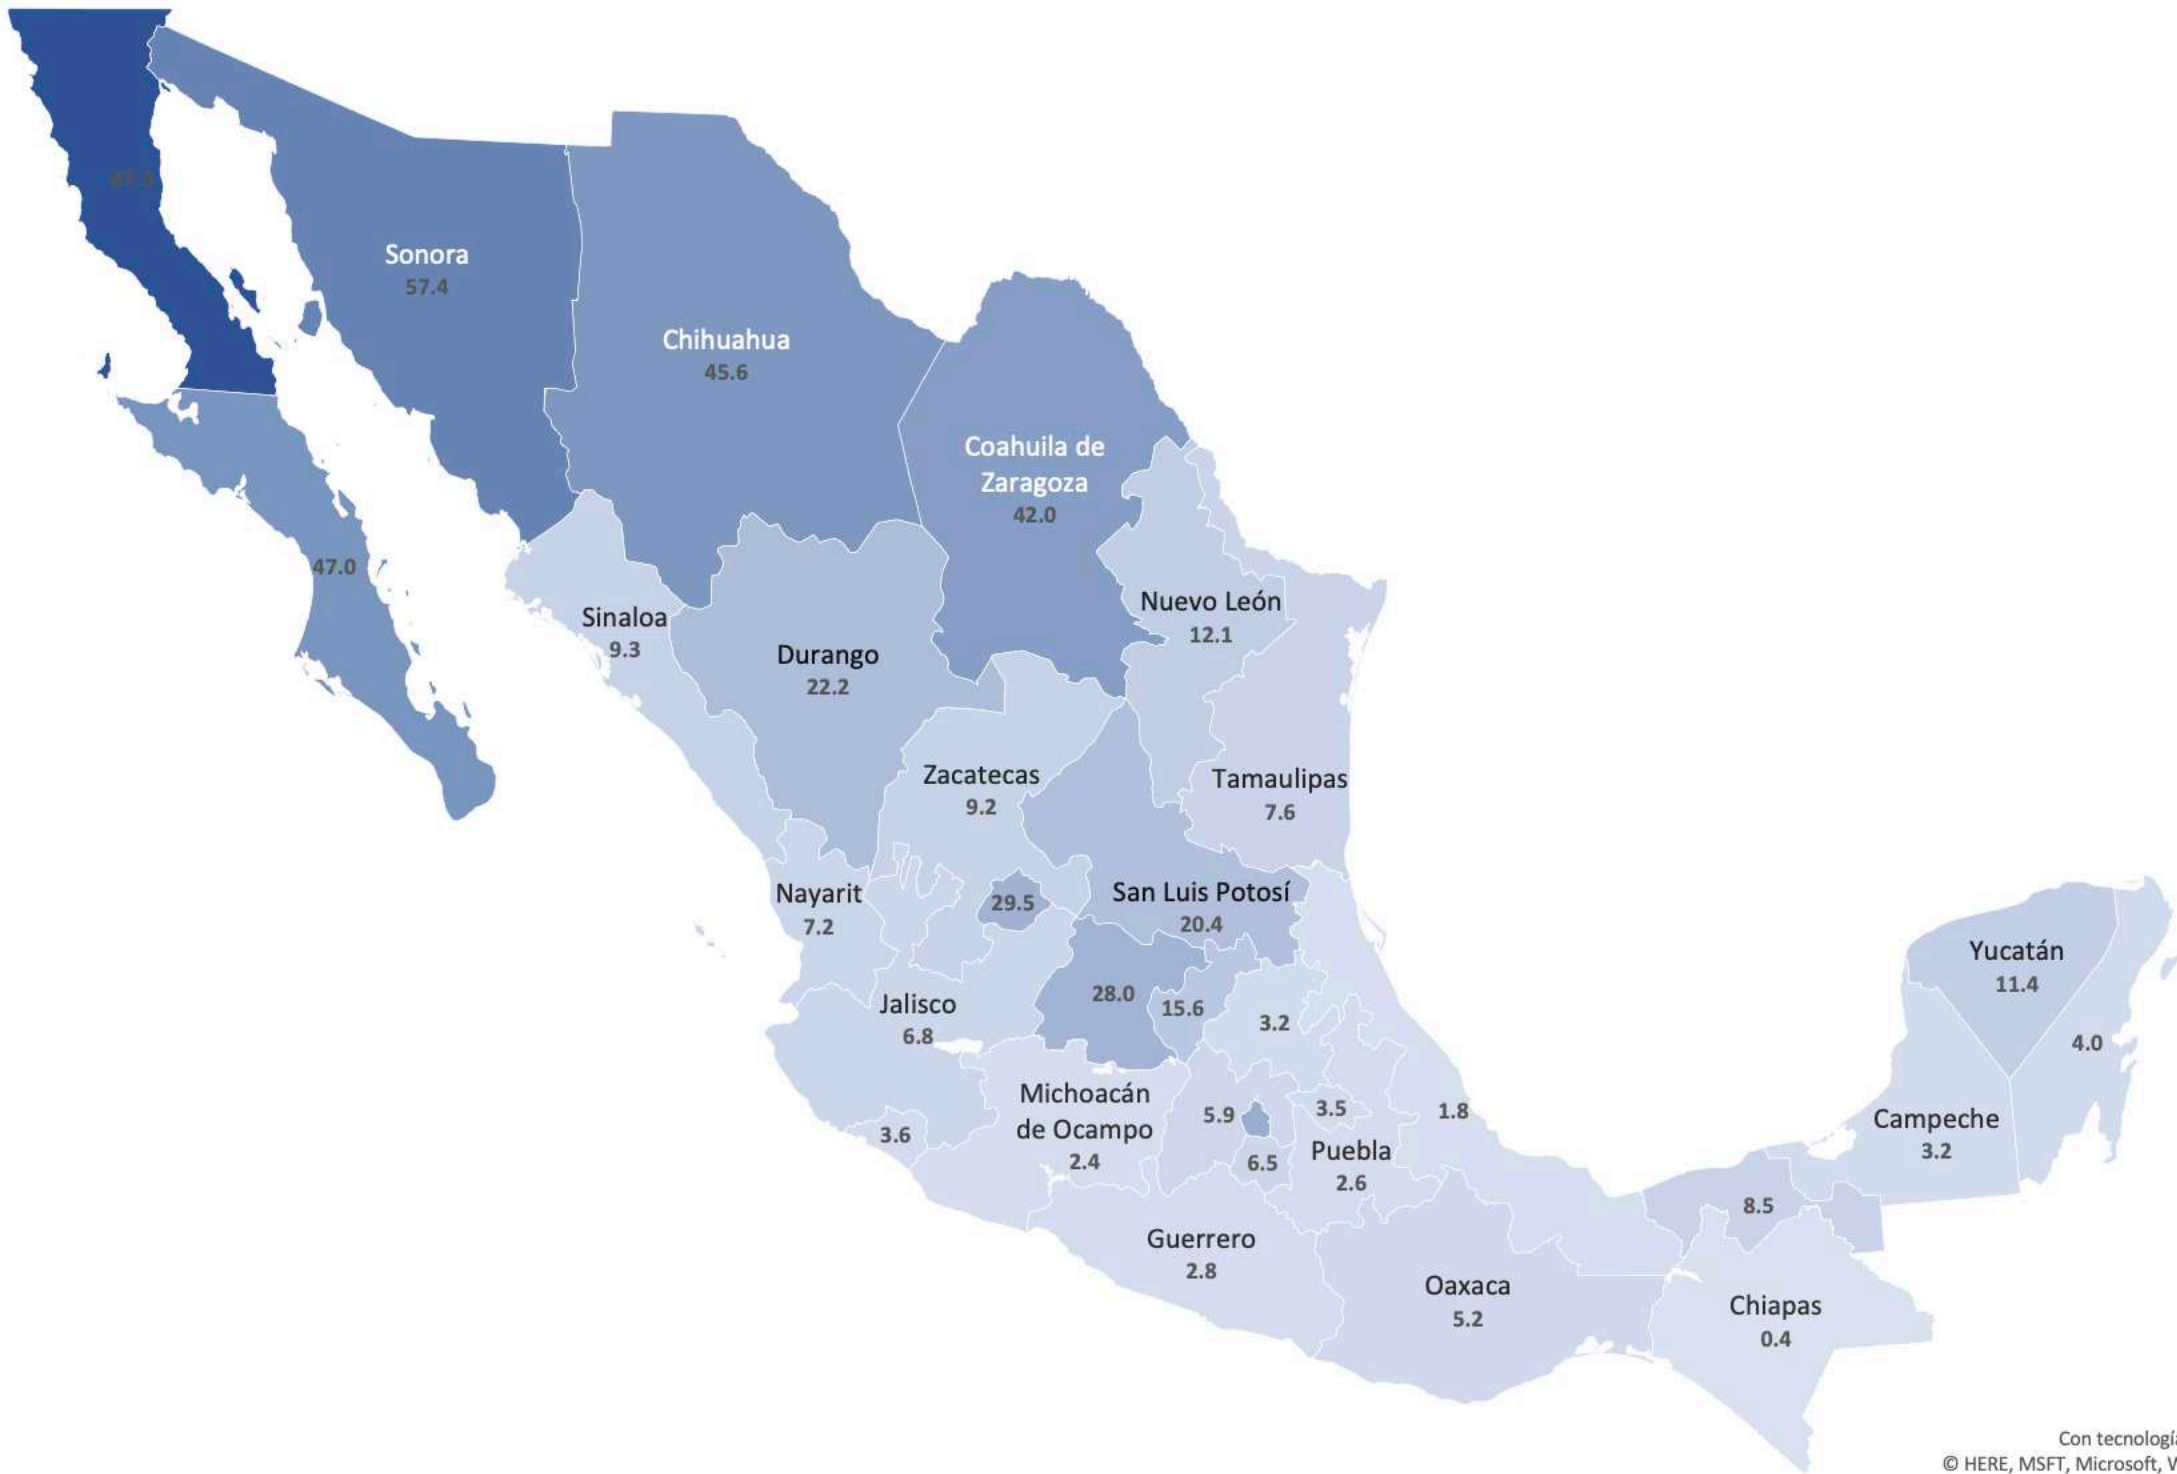 87.3
Sonora
57.4
Chihuahua
45.6
Coahuila de
Zaragoza
42.0
47.0
Nuevo León
12.1
Sinaloa
9.3
Durango
22.2
Zacatecas
9.2
Tamaulipas
7.6
Nayarit
7.2
29.5
San Luis Potosí
20.4
Yucatán
11.4
Jalisco
6.8
28.0
15.6
3.2
4.0
Michoacán
de Ocampo
2.4
3.6
5.9
3.5
1.8
6.5
Puebla
2.6
Campeche
3.2
8.5
Guerrero
2.8
Oaxaca
5.2
Chiapas
0.4
Con tecnología
© HERE, MSFT, Microsoft,